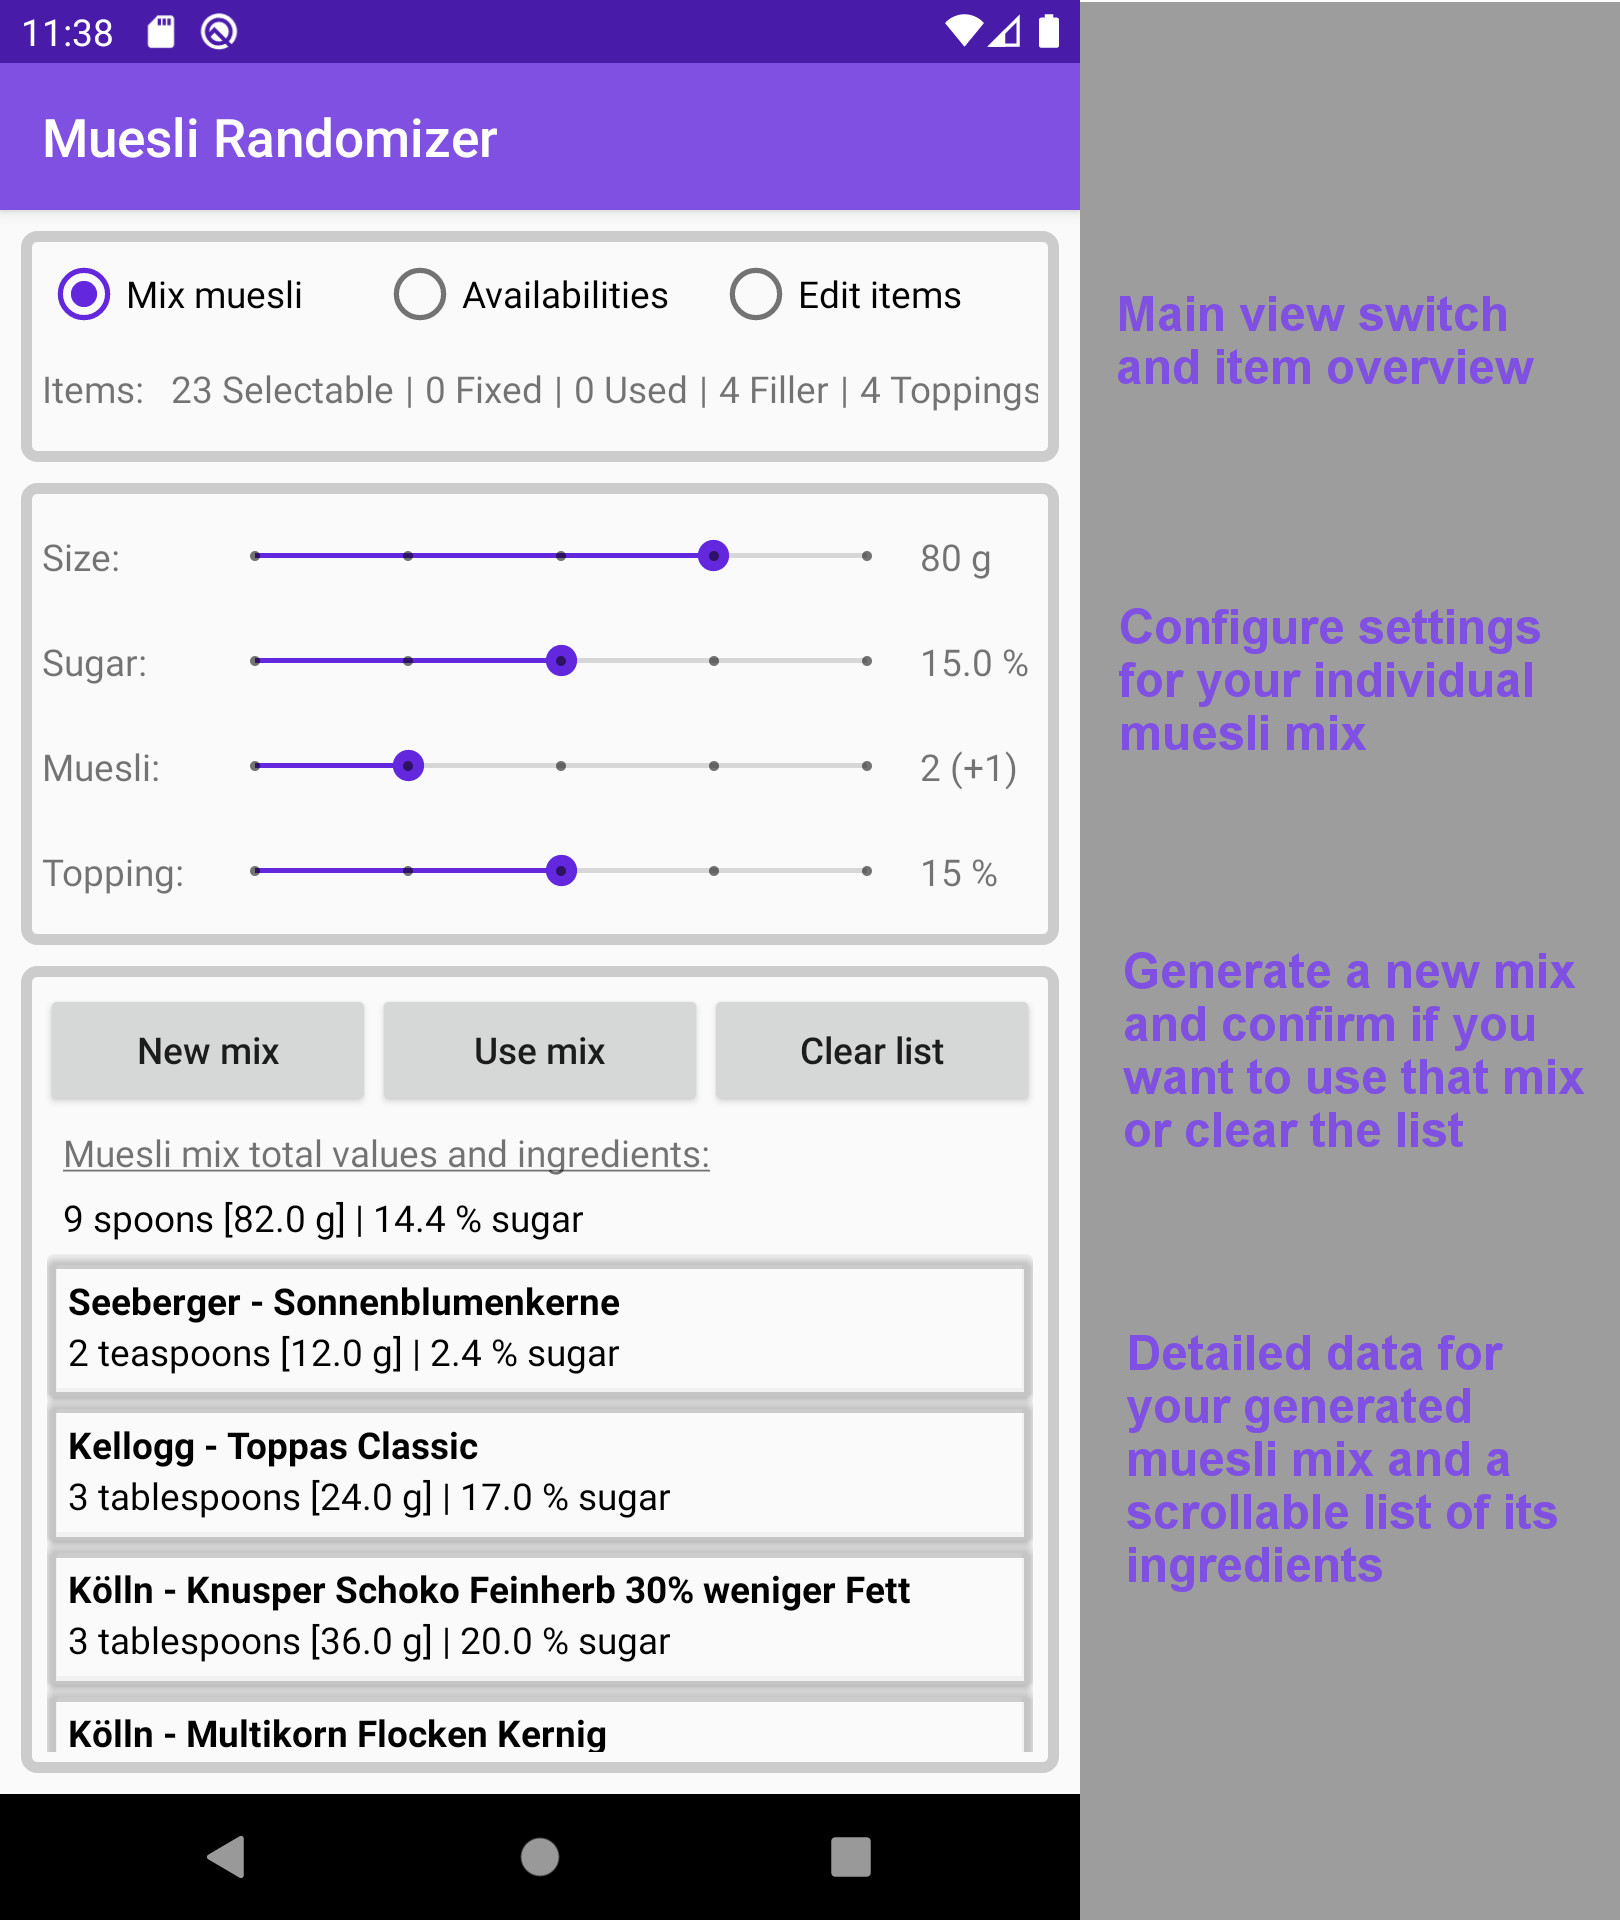 11:38
Muesli Randomizer
Mix muesli Availabilities Edit items
Items: 23 Selectable | 0 Fixed | 0 Used | 4 Filler | 4 Toppings
Main view switch
and item overview
Size: 80 g
Sugar: 15.0 %
Muesli: 2 (+1)
Topping: 15 %
Configure settings
for your individual
muesli mix
New mix Use mix Clear list
Generate a new mix
and confirm if you
want to use that mix
or clear the list
Muesli mix total values and ingredients:
9 spoons [82.0 g] | 14.4 % sugar
Seeberger - Sonnenblumenkerne
2 teaspoons [12.0 g] | 2.4 % sugar
Kellogg - Toppas Classic
3 tablespoons [24.0 g] | 17.0 % sugar
Kölln - Knusper Schoko Feinherb 30% weniger Fett
3 tablespoons [36.0 g] | 20.0 % sugar
Kölln - Multikorn Flocken Kernig
Detailed data for
your generated
muesli mix and a
scrollable list of its
ingredients